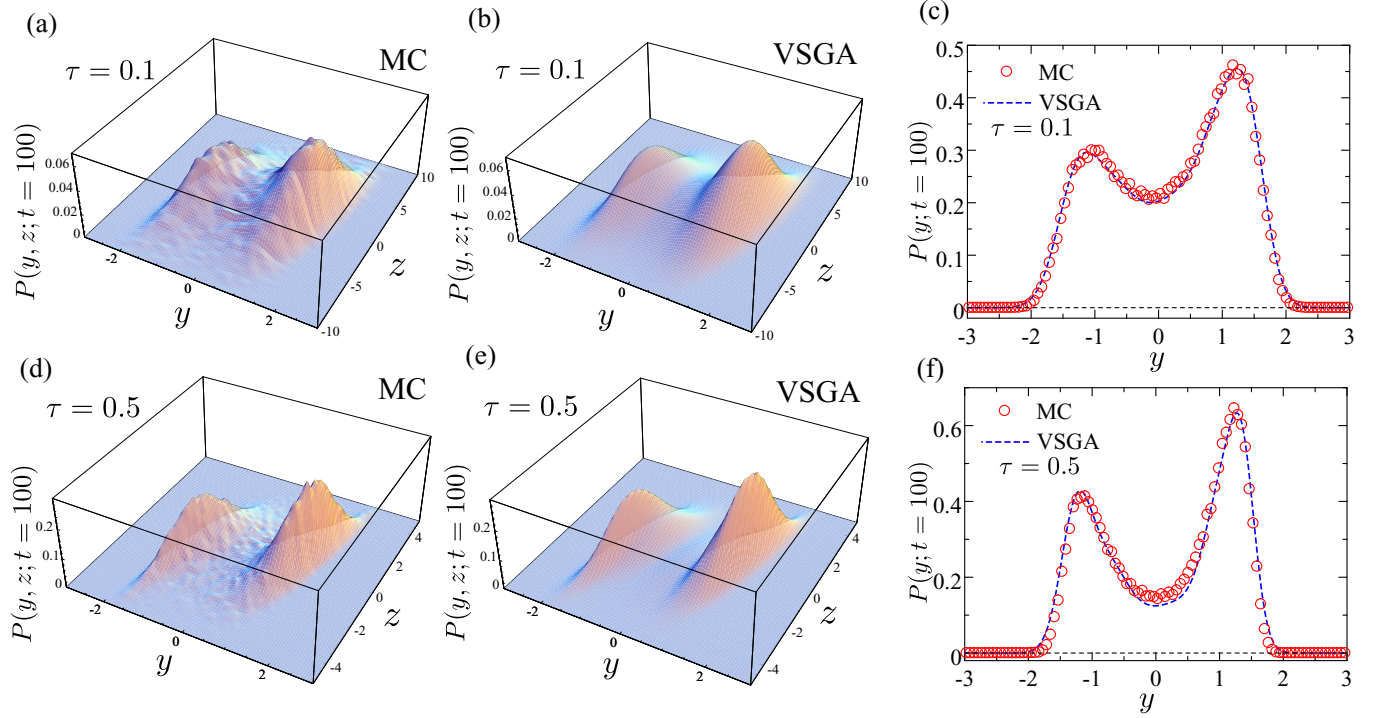 (a)
MC
τ = 0.1
P(y, z; t = 100)
0.06
0.04
0.02
0
-2
0
2
y
-10
-5
0
5
10
z
(b)
VSGA
τ = 0.1
P(y, z; t = 100)
0.06
0.04
0.02
0
-2
0
2
y
-10
-5
0
5
10
z
(c)
MC
VSGA
τ = 0.1
P(y; t = 100)
0.5
0.4
0.3
0.2
0.1
0
-3 -2 -1 0 1 2 3
y
(d)
MC
τ = 0.5
P(y, z; t = 100)
0.2
0.1
0
-2
0
2
y
-4
-2
0
2
4
z
(e)
VSGA
τ = 0.5
P(y, z; t = 100)
0.2
0.1
0
-2
0
2
y
-4
-2
0
2
4
z
(f)
MC
VSGA
τ = 0.5
P(y; t = 100)
0.6
0.4
0.2
0
-3 -2 -1 0 1 2 3
y